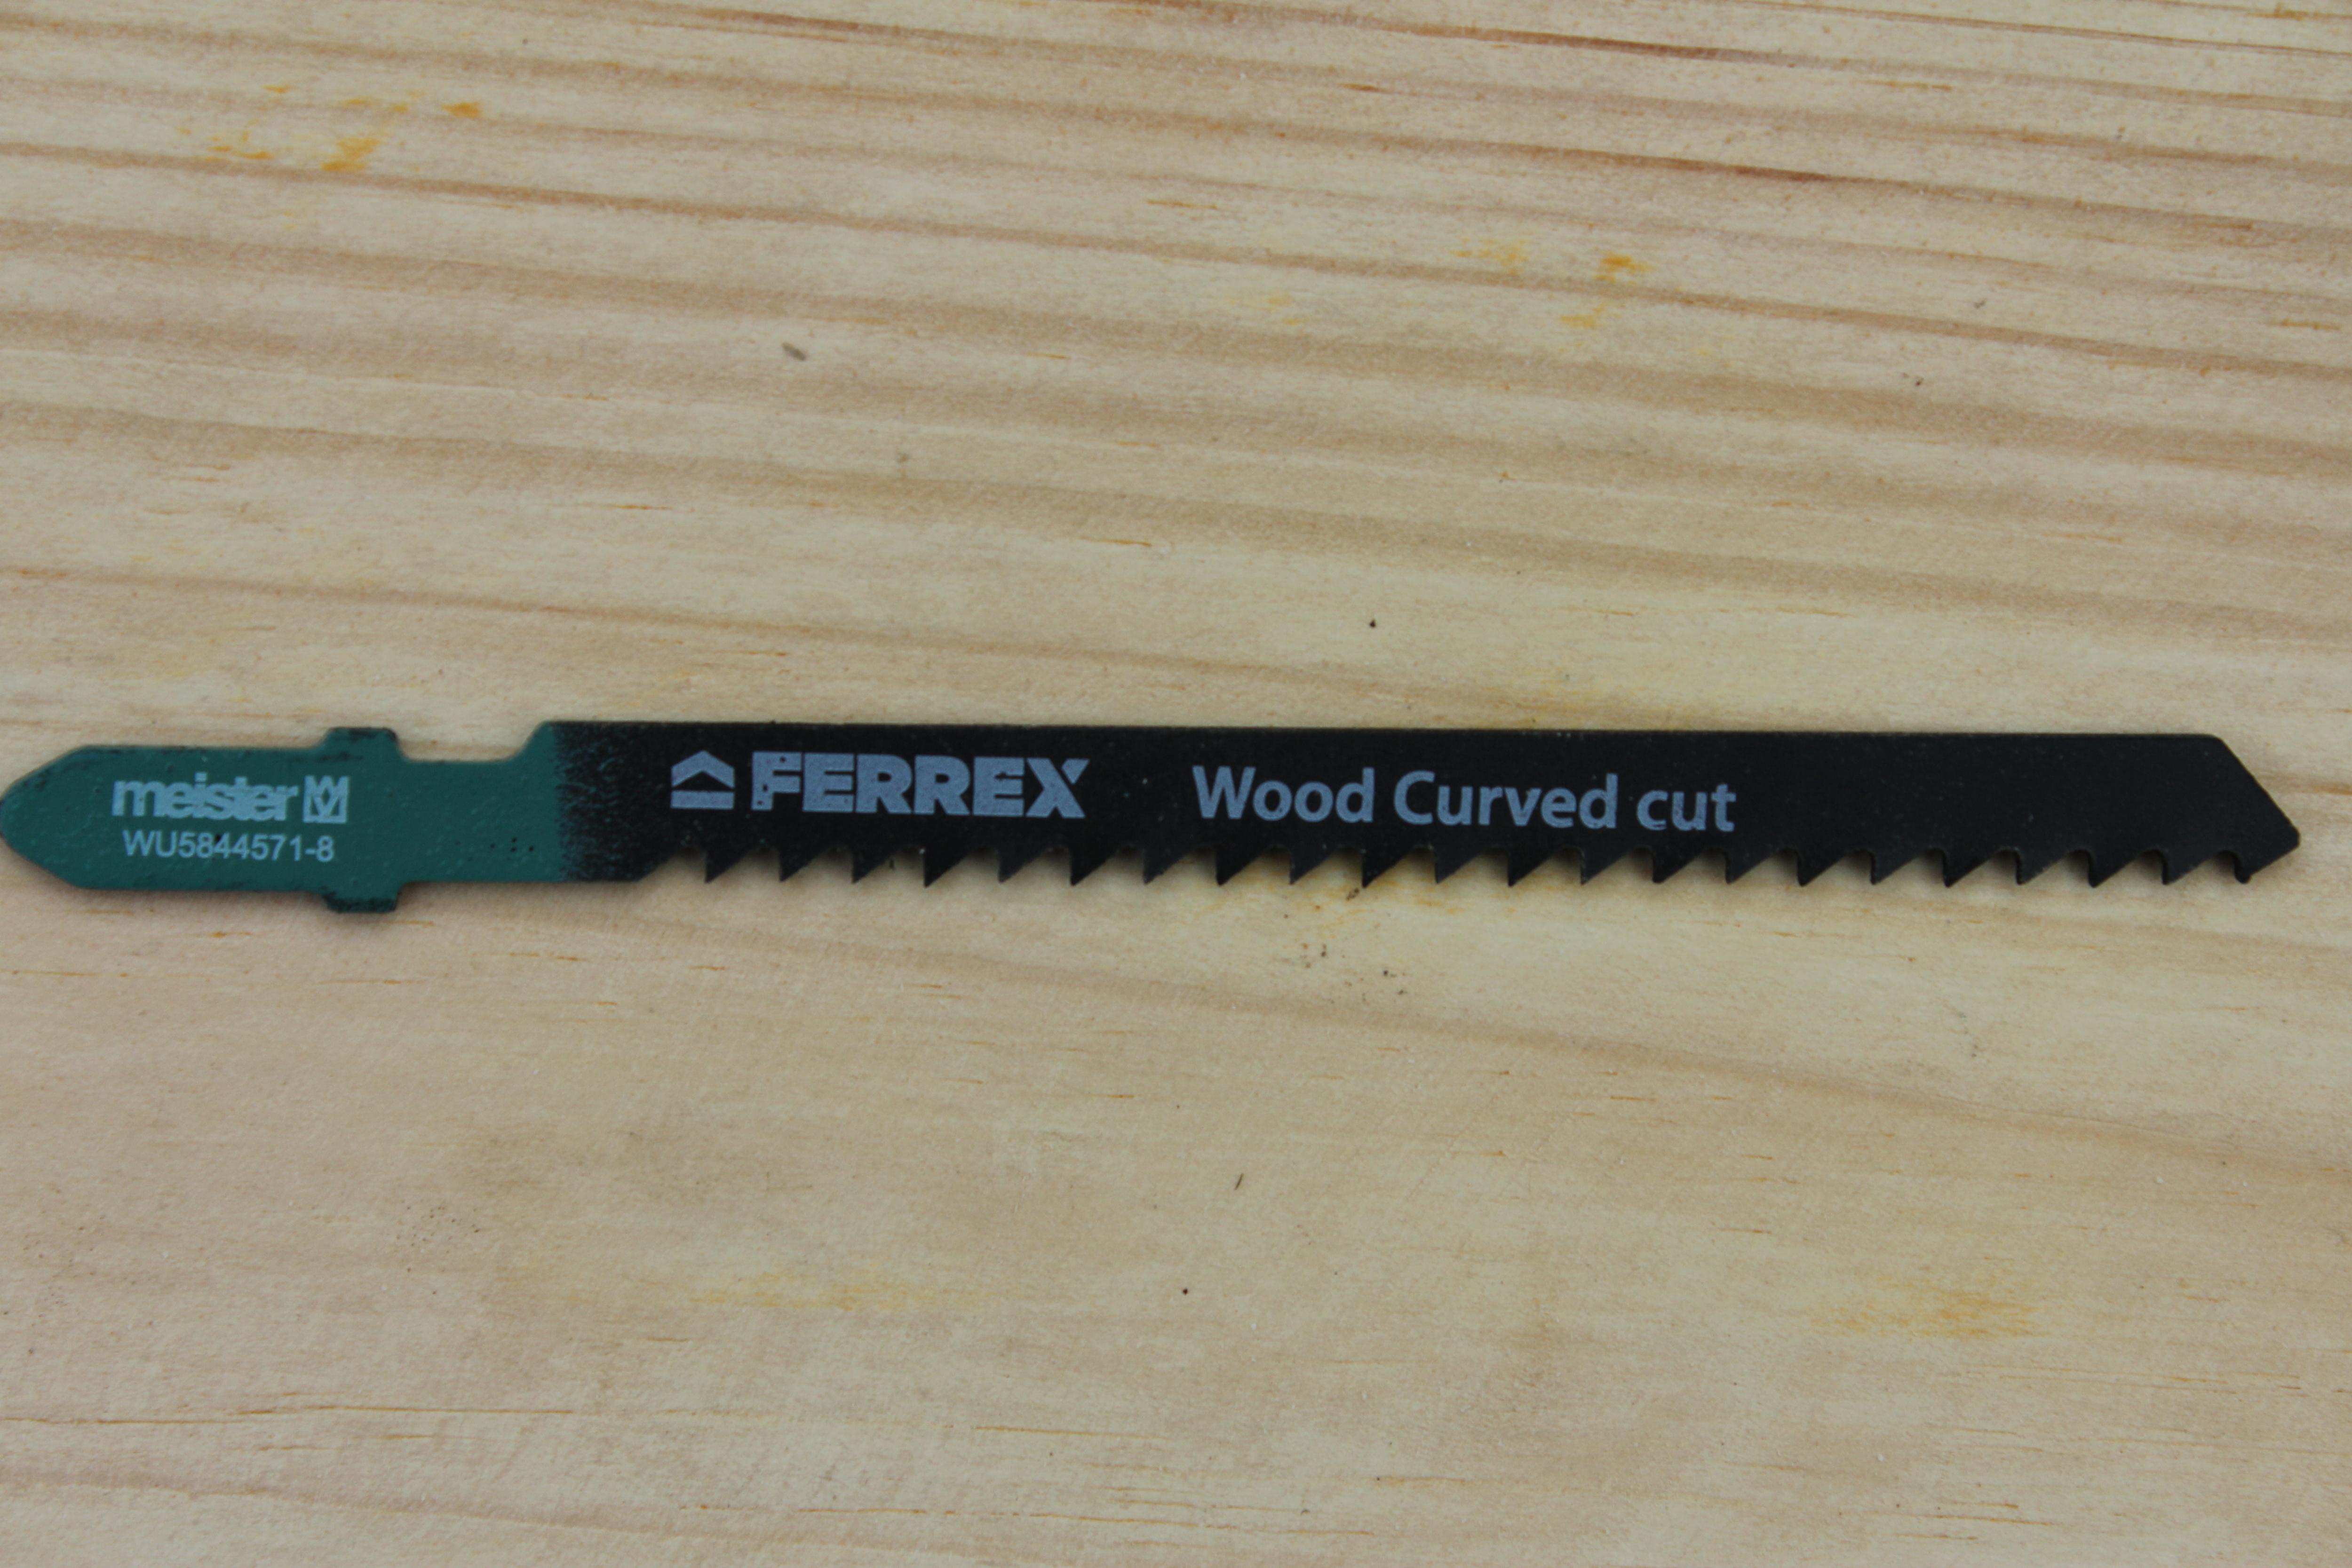 meister
WU5844571-8
FERREX Wood Curved cut